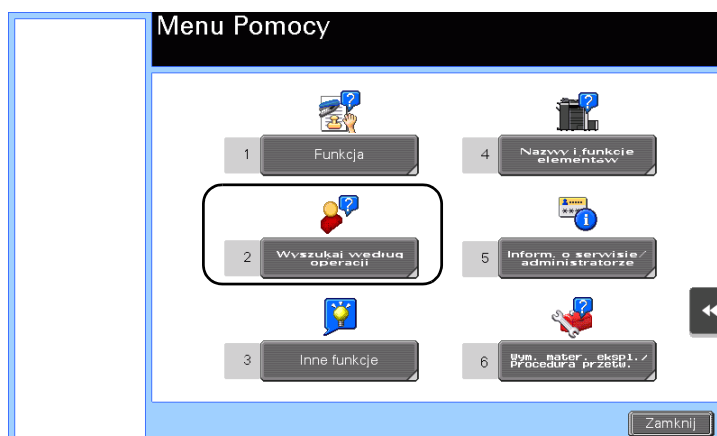 Menu Pomocy
1 Funkcja
4 Nazwy i funkcje
elementów
2 Wyszukaj według
operacji
5 Inform. o serwisie/
administratorze
3 Inne funkcje
6 Wym. mater. ekspl./
Procedura przetw.
Zamknij